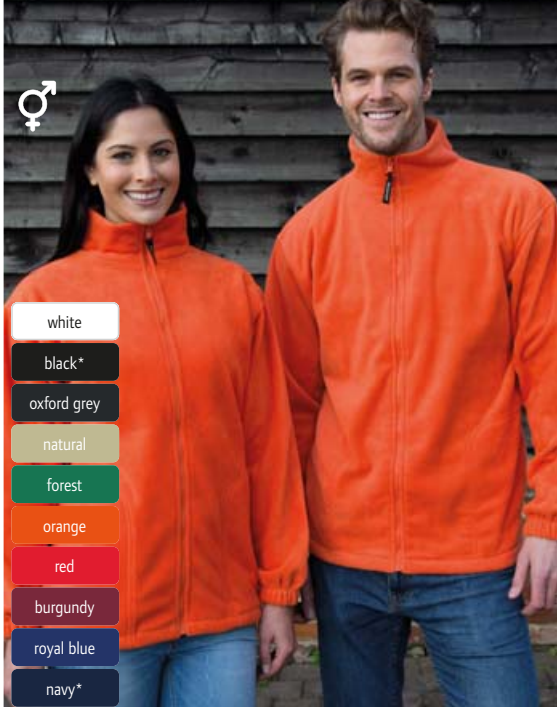 white
black*
oxford grey
natural
forest
orange
red
burgundy
royal blue
navy*